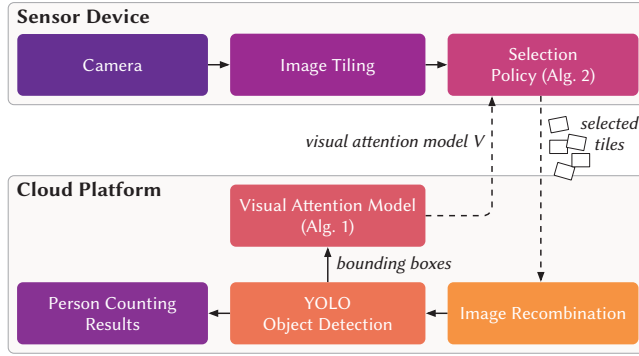 Sensor Device
Camera
Image Tiling
Selection
Policy (Alg. 2)
visual attention model V
selected
tiles
Cloud Platform
Visual Attention Model
(Alg. 1)
bounding boxes
Person Counting
Results
YOLO
Object Detection
Image Recombination